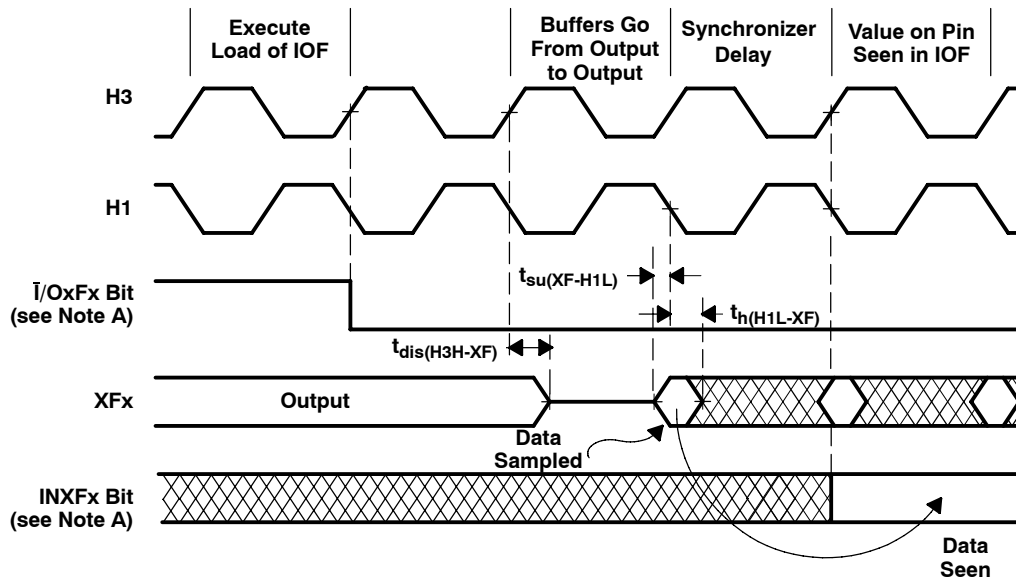 Execute
Load of IOF
Buffers Go
From Output
to Output
Synchronizer
Delay
Value on Pin
Seen in IOF
H3
H1
Ī/OxFx Bit
(see Note A)
tsu(XF-H1L)
th(H1L-XF)
tdis(H3H-XF)
XFx
Output
Data
Sampled
INXFx Bit
(see Note A)
Data
Seen